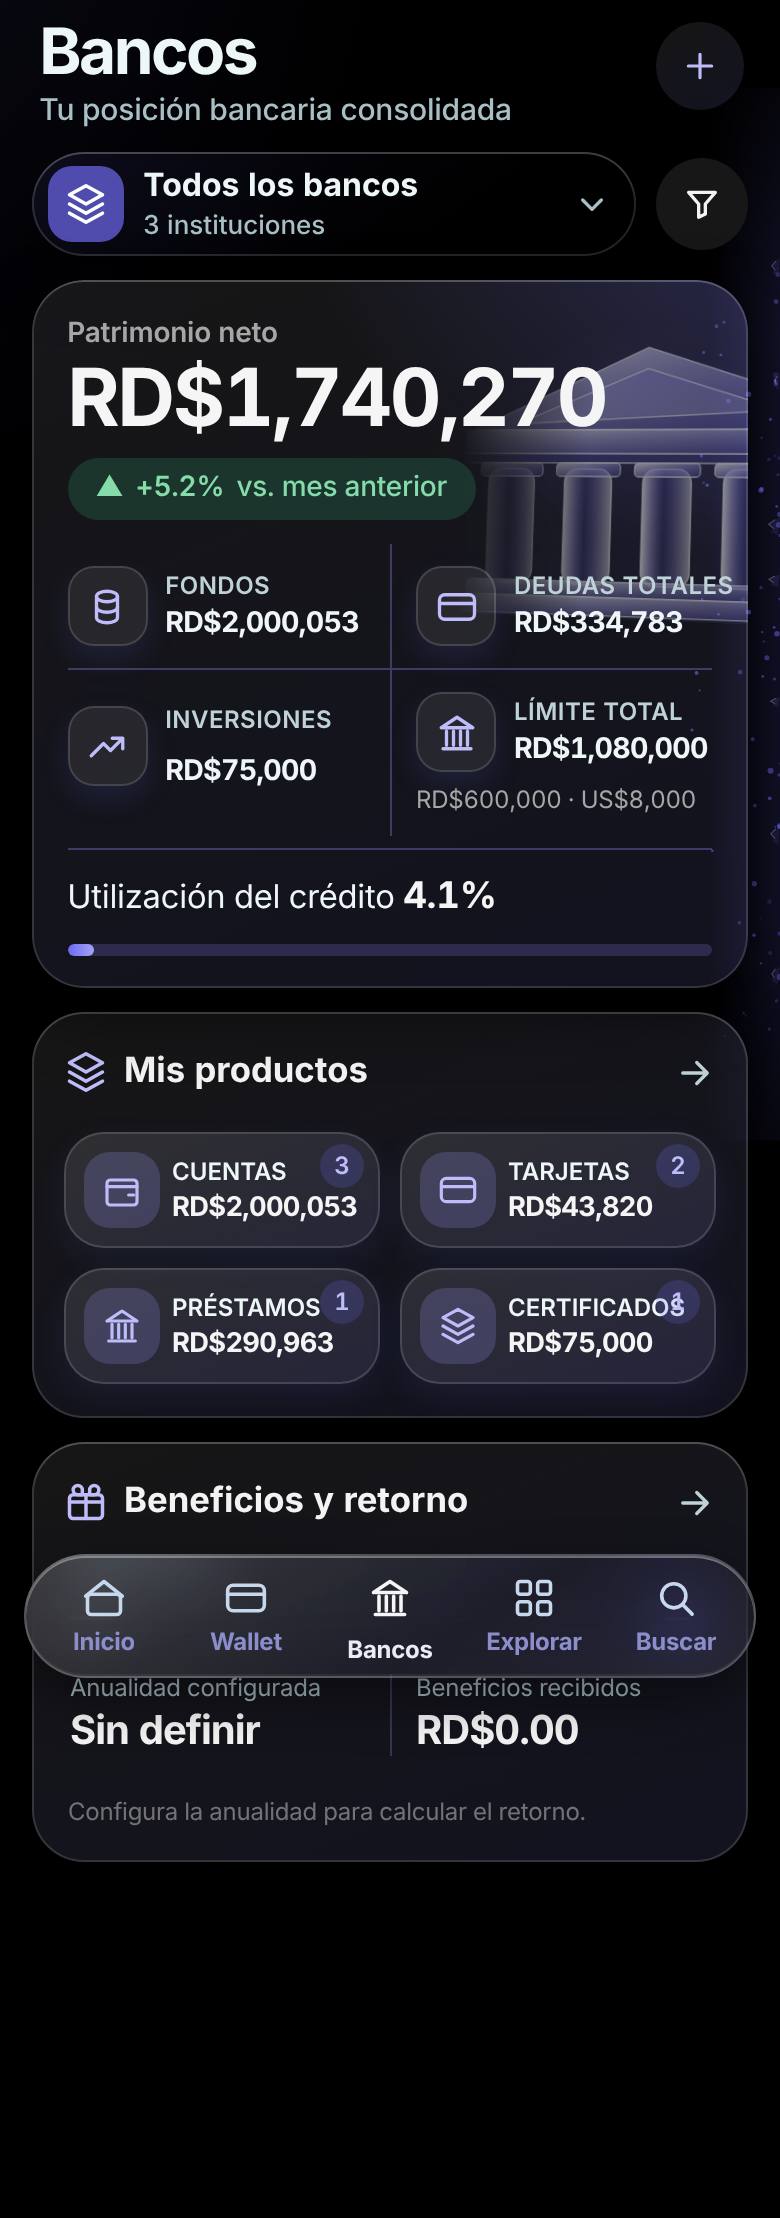 Bancos
Tu posición bancaria consolidada
Todos los bancos
3 instituciones
Patrimonio neto
RD$1,740,270
+5.2% vs. mes anterior
FONDOS
RD$2,000,053
DEUDAS TOTALES
RD$334,783
INVERSIONES
RD$75,000
LÍMITE TOTAL
RD$1,080,000
RD$600,000 · US$8,000
Utilización del crédito 4.1%
Mis productos
CUENTAS 3
RD$2,000,053
TARJETAS 2
RD$43,820
PRÉSTAMOS 1
RD$290,963
CERTIFICADOS 1
RD$75,000
Beneficios y retorno
Inicio
Wallet
Bancos
Explorar
Buscar
Anualidad configurada
Sin definir
Beneficios recibidos
RD$0.00
Configura la anualidad para calcular el retorno.